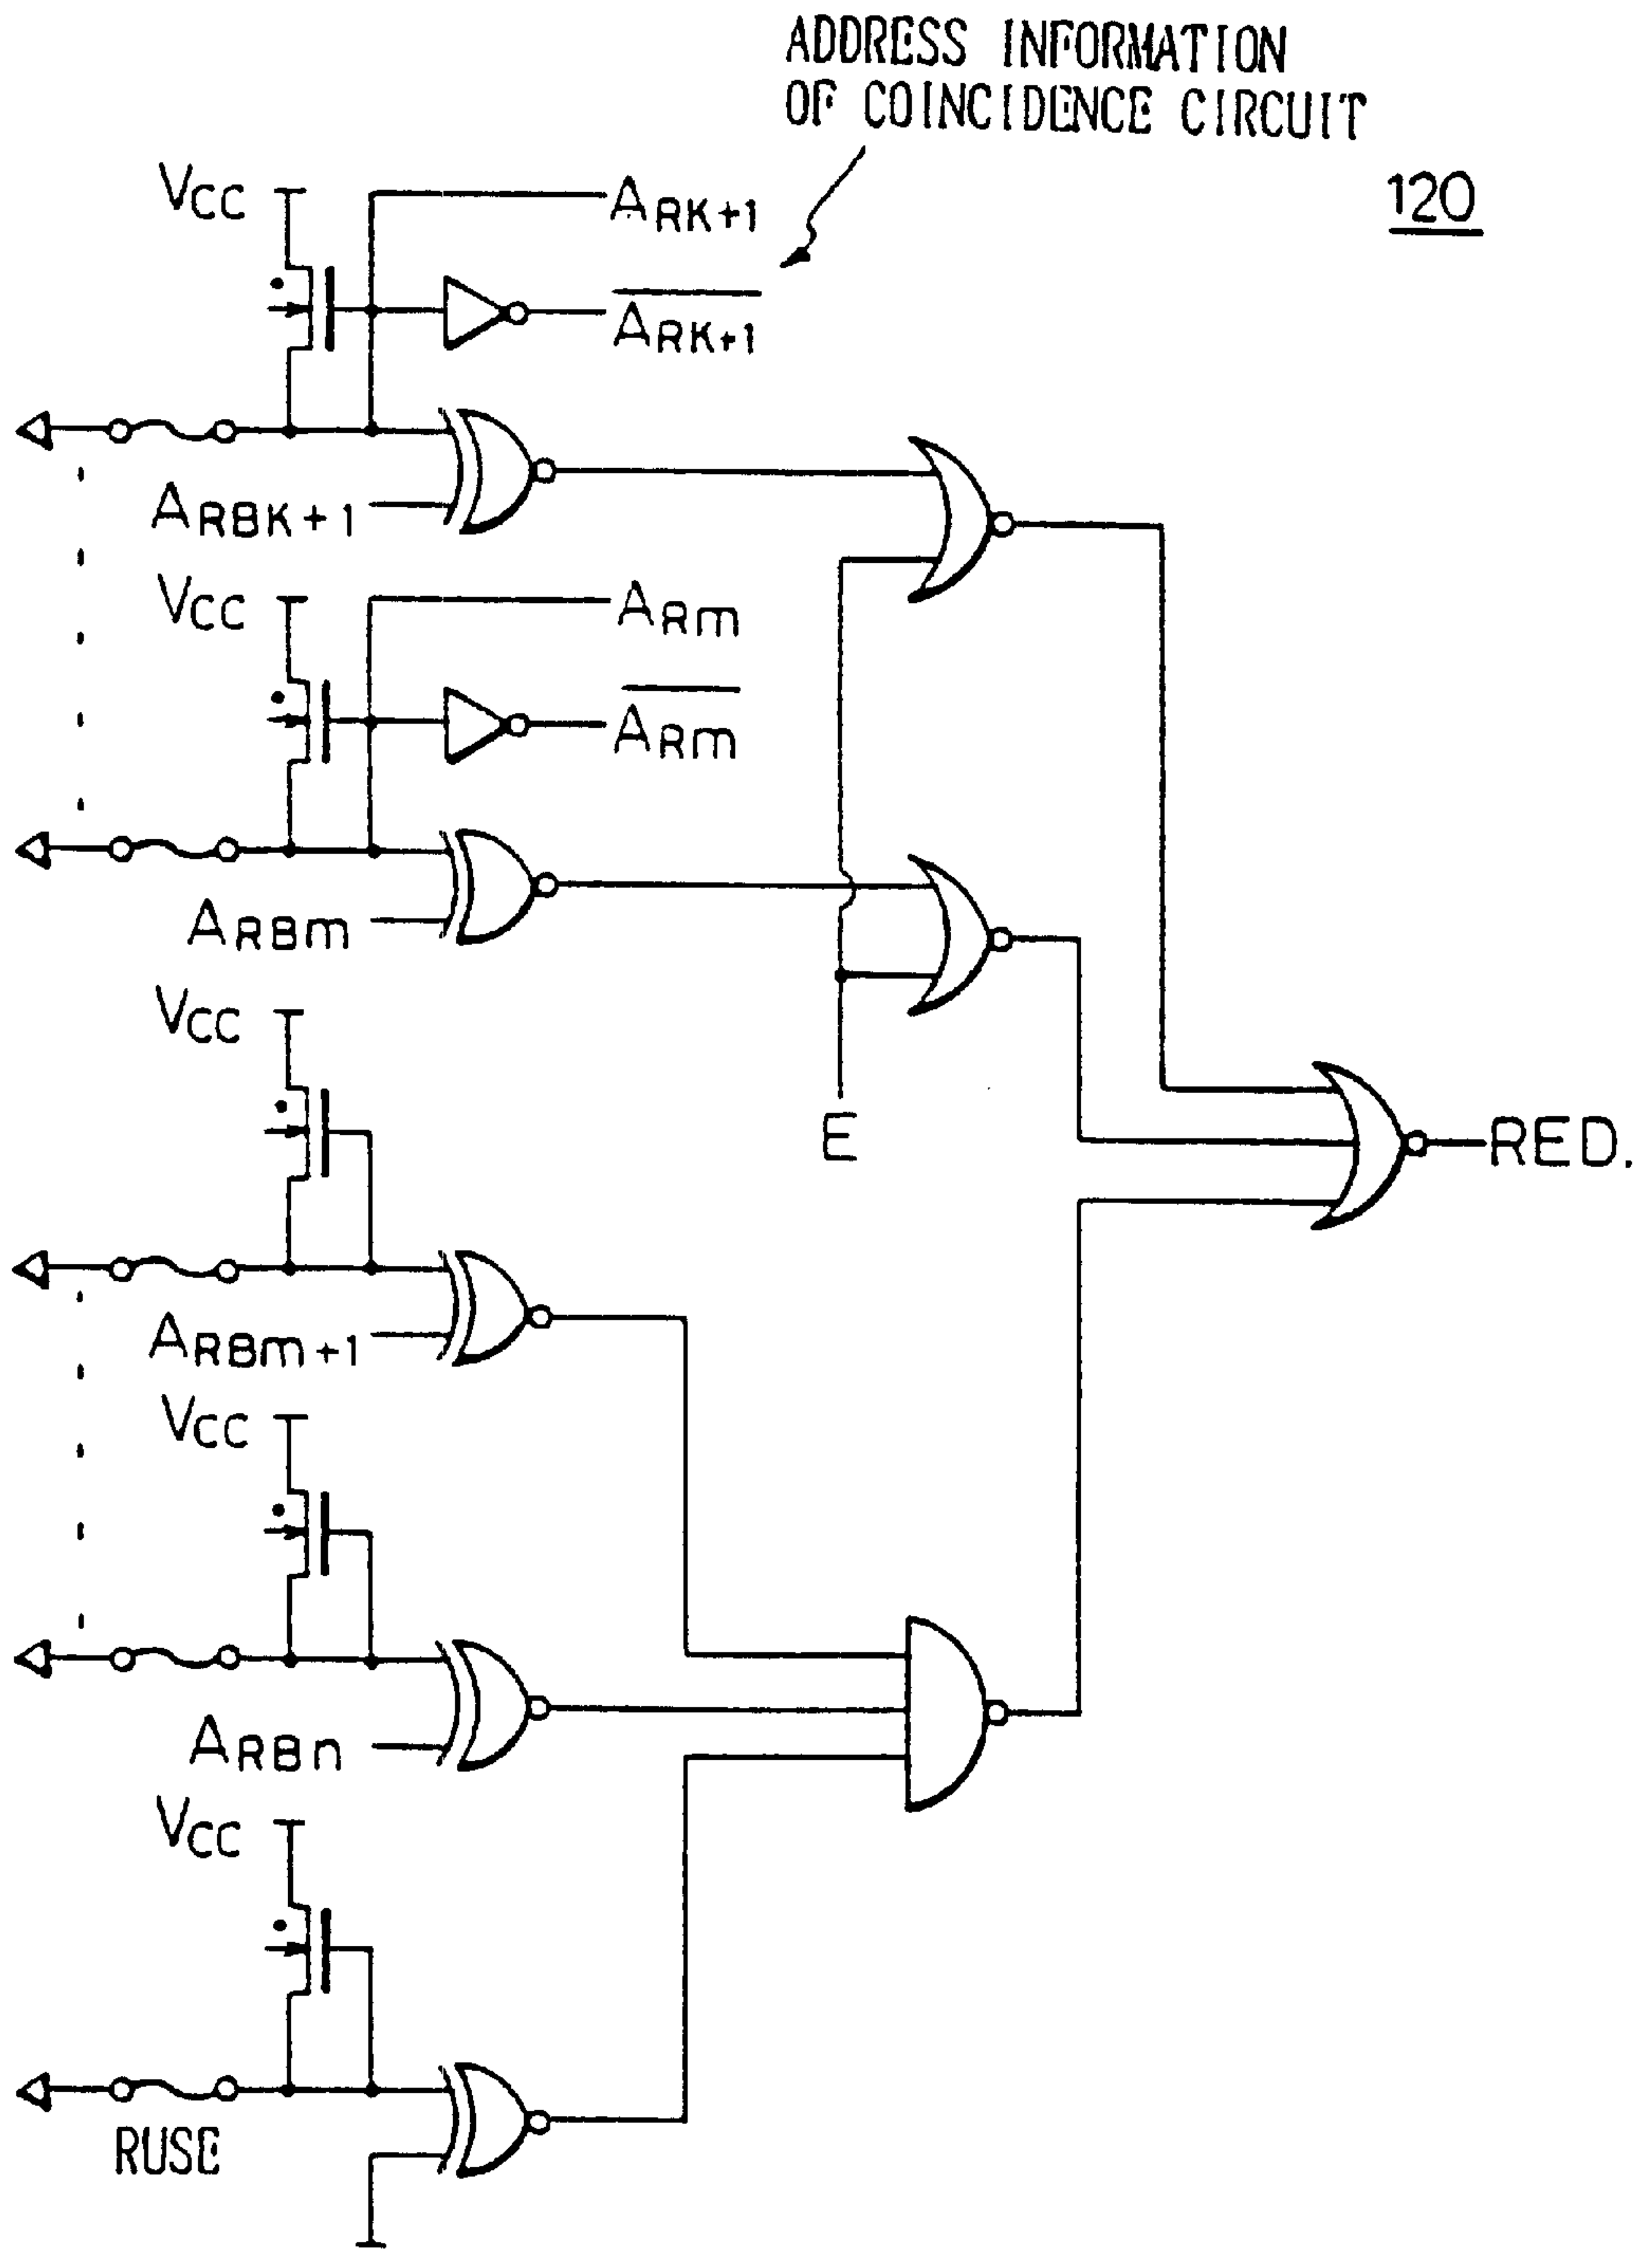 ADDRESS INFORMATION
OF COINCIDENCE CIRCUIT
120
VCC
ARK+1
ARK+1
ARBK+1
VCC
ARm
ARm
ARBm
VCC
E
RED.
ARBm+1
VCC
ARBn
VCC
RUSE